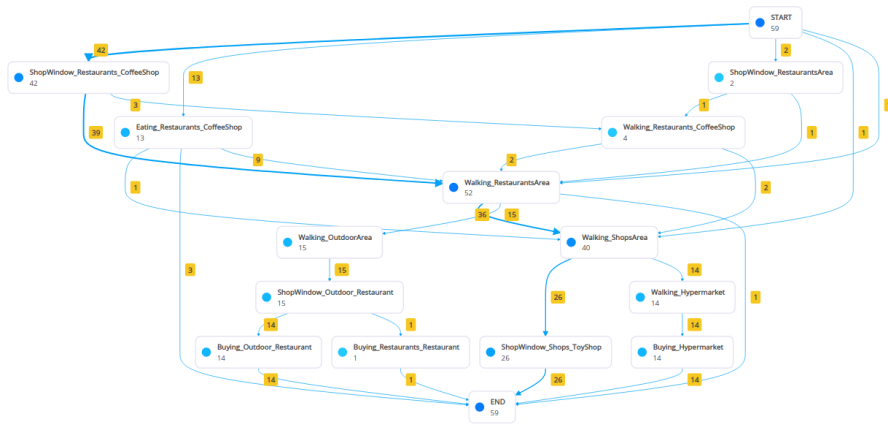 START
59
42
2
13
ShopWindow_Restaurants_CoffeeShop
42
ShopWindow_RestaurantsArea
2
3
1
39
1
1
Eating_Restaurants_CoffeeShop
13
Walking_Restaurants_CoffeeShop
4
9
2
1
2
Walking_RestaurantsArea
52
36
15
Walking_OutdoorArea
15
Walking_ShopsArea
40
3
15
26
14
1
ShopWindow_Outdoor_Restaurant
15
Walking_Hypermarket
14
14
1
14
Buying_Outdoor_Restaurant
14
Buying_Restaurants_Restaurant
1
ShopWindow_Shops_ToyShop
26
Buying_Hypermarket
14
14
1
26
14
END
59